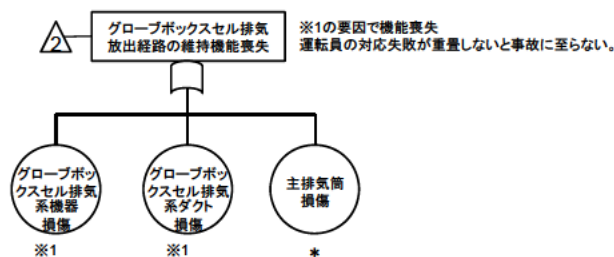 2
グローブボックスセル排気
放出経路の維持機能喪失
※1の要因で機能喪失
運転員の対応失敗が重畳しないと事故に至らない。
グローブボッ
クスセル排気
系機器
損傷
※1
グローブボッ
クスセル排気
系ダクト
損傷
※1
主排気筒
損傷
*